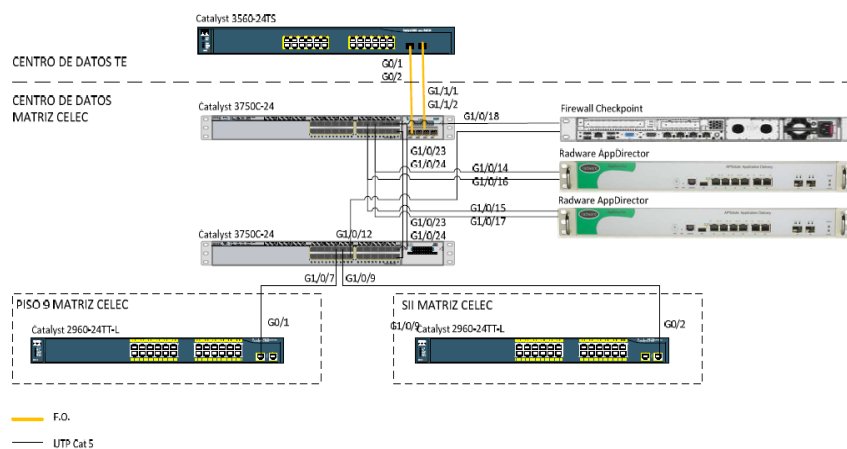 Catalyst 3560-24TS
G0/1
G0/2
CENTRO DE DATOS TE
CENTRO DE DATOS
MATRIZ CELEC
G1/1/1
G1/1/2
Catalyst 3750C-24
G1/0/18
Firewall Checkpoint
G1/0/23
G1/0/24
G1/0/14
G1/0/16
Radware AppDirector
Radware AppDirector
G1/0/15
G1/0/17
G1/0/23
G1/0/24
G1/0/12
Catalyst 3750C-24
G1/0/7
G1/0/9
PISO 9 MATRIZ CELEC
SII MATRIZ CELEC
G0/1
G0/2
Catalyst 2960-24TT-L
G1/0/9
Catalyst 2960-24TT-L
F.O.
UTP Cat 5